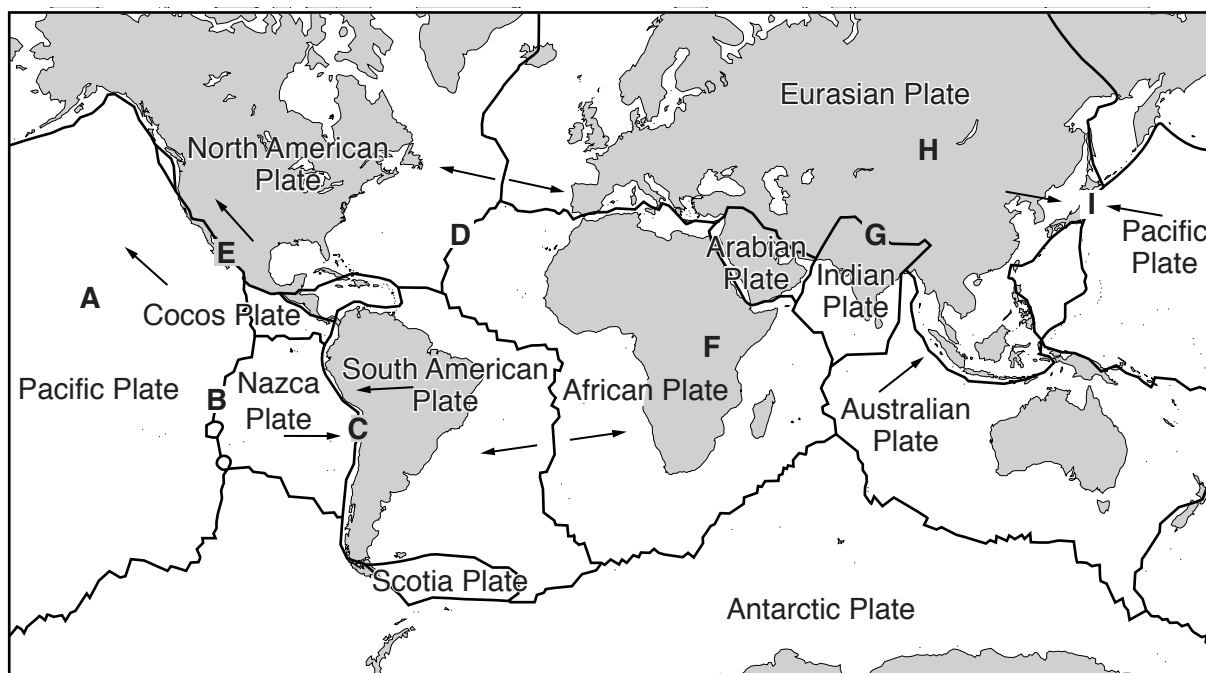 Eurasian Plate
H
North American
Plate
I
D
G
E
Arabian
Plate
Pacific
Plate
Indian
Plate
A
Cocos Plate
F
South American
Plate
African Plate
Pacific Plate
Nazca
Plate
B
C
Australian
Plate
Scotia Plate
Antarctic Plate